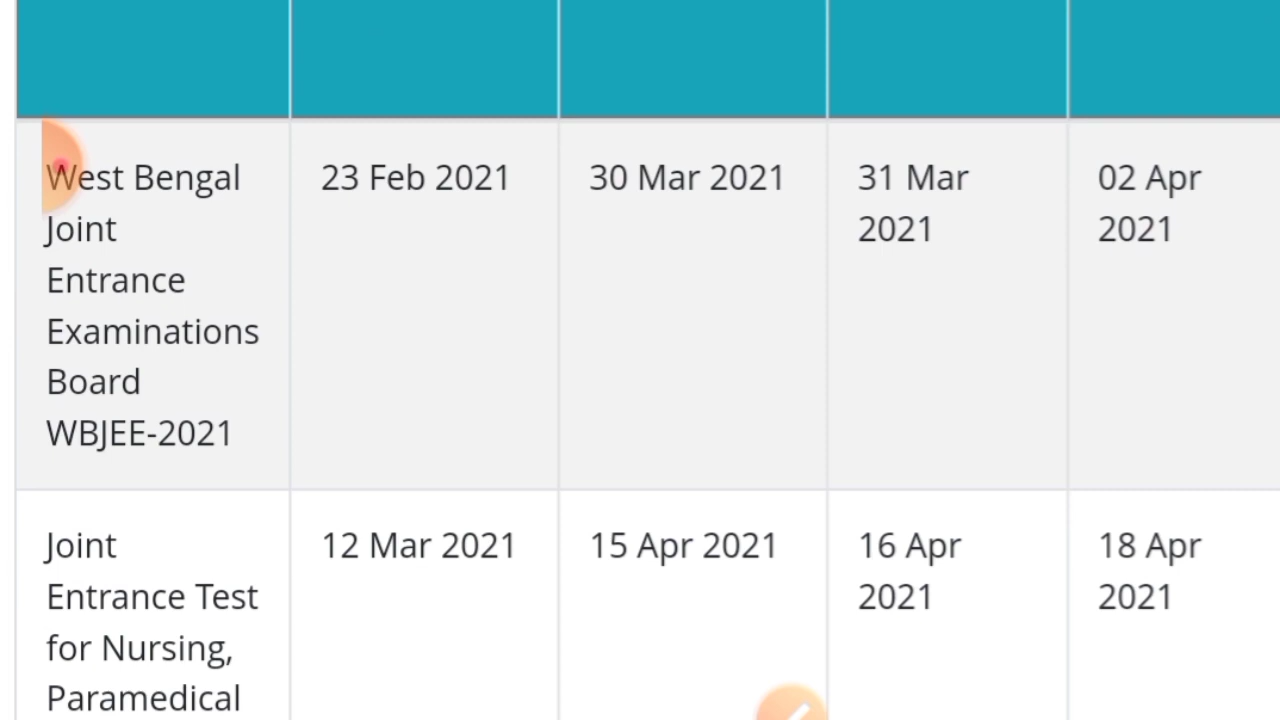 West Bengal
Joint
Entrance
Examinations
Board
WBJEE-2021
23 Feb 2021
30 Mar 2021
31 Mar
2021
02 Apr
2021
Joint
Entrance Test
for Nursing,
Paramedical
12 Mar 2021
15 Apr 2021
16 Apr
2021
18 Apr
2021